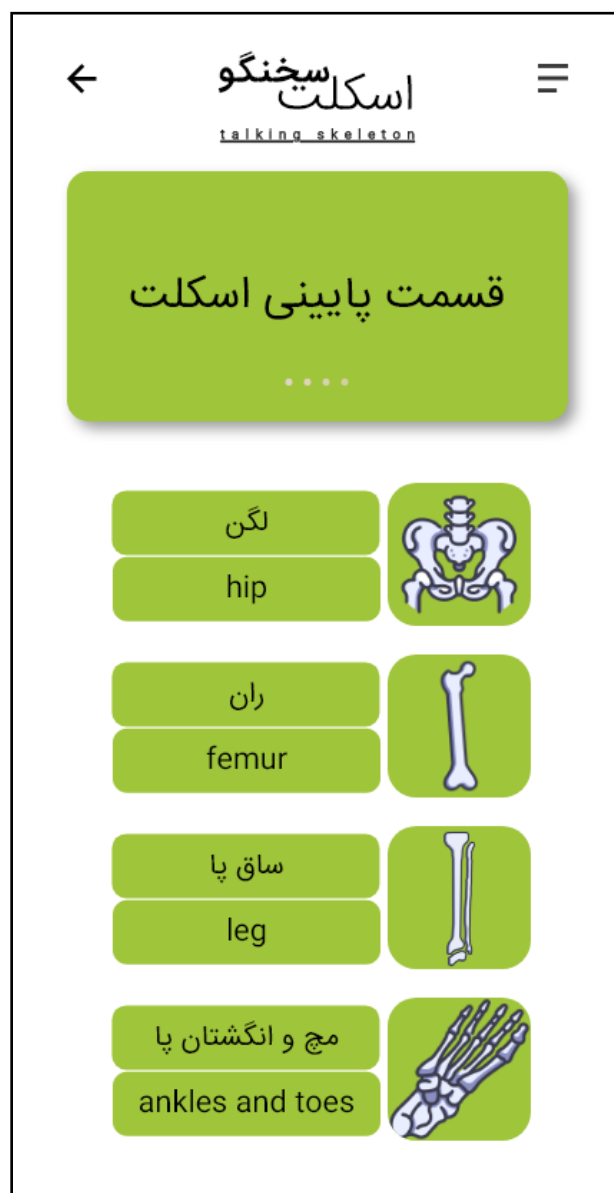 اسکلت سخنگو
talking skeleton
قسمت پایینی اسکلت
لگن
hip
ران
femur
ساق پا
leg
مچ و انگشتان پا
ankles and toes